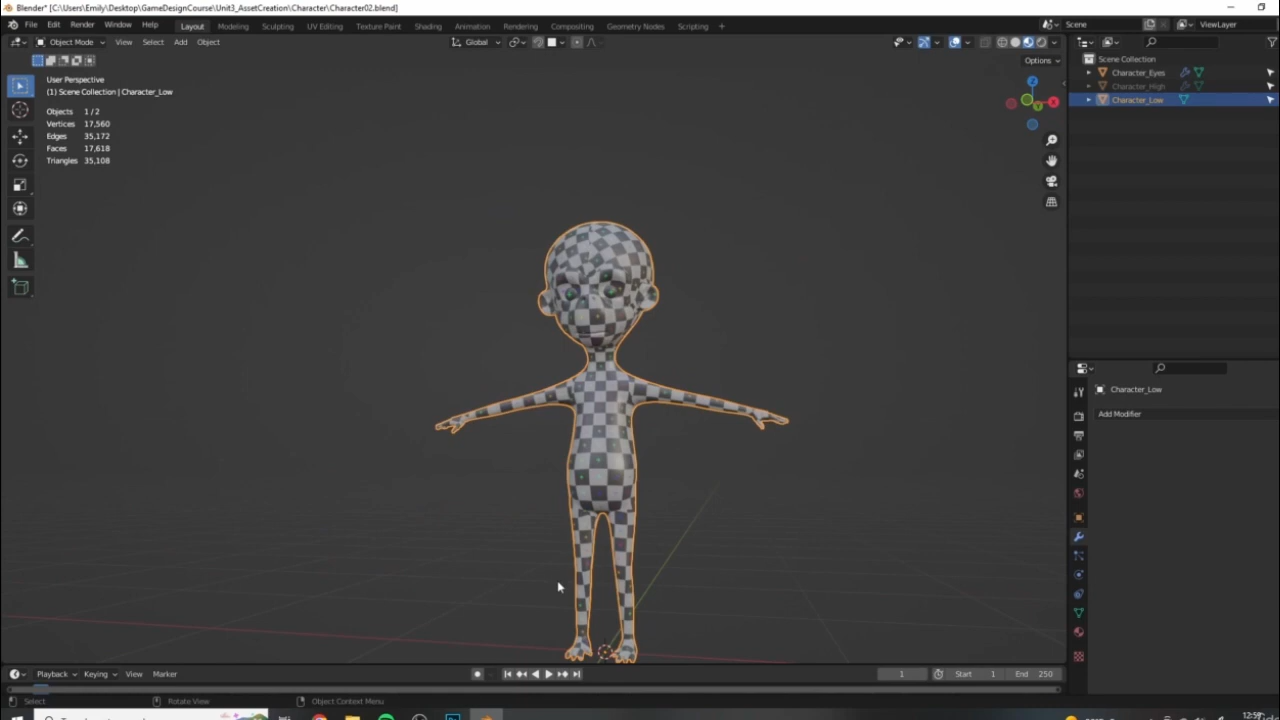 Blender* [C:\Users\Emily\Desktop\GameDesignCourse\Unit3_AssetCreation\Character\Character02.blend]
File Edit Render Window Help Layout Modeling Sculpting UV Editing Texture Paint Shading Animation Rendering Compositing Geometry Nodes Scripting + Scene ViewLayer
Object Mode View Select Add Object Global
Options
User Perspective
(1) Scene Collection | Character_Low
Objects 1 / 2
Vertices 17,560
Edges 35,172
Faces 17,618
Triangles 35,108
Z
X
Y
Scene Collection
Character_Eyes
Character_High
Character_Low
Character_Low
Add Modifier
Playback Keying View Marker 1 Start 1 End 250
Select Rotate View Object Context Menu